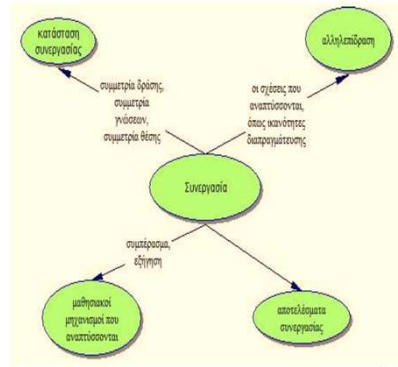 κατάσταση
συνεργασίας
αλληλεπίδραση
συμμετρία δράσης,
συμμετρία
γνώσεων,
συμμετρία θέσης
οι σχέσεις που
αναπτύσσονται,
όπως ικανότητες
διαπραγμάτευσης
Συνεργασία
συμπέρασμα,
εξήγηση
μαθησιακοί
μηχανισμοί που
αναπτύσσονται
αποτελέσματα
συνεργασίας